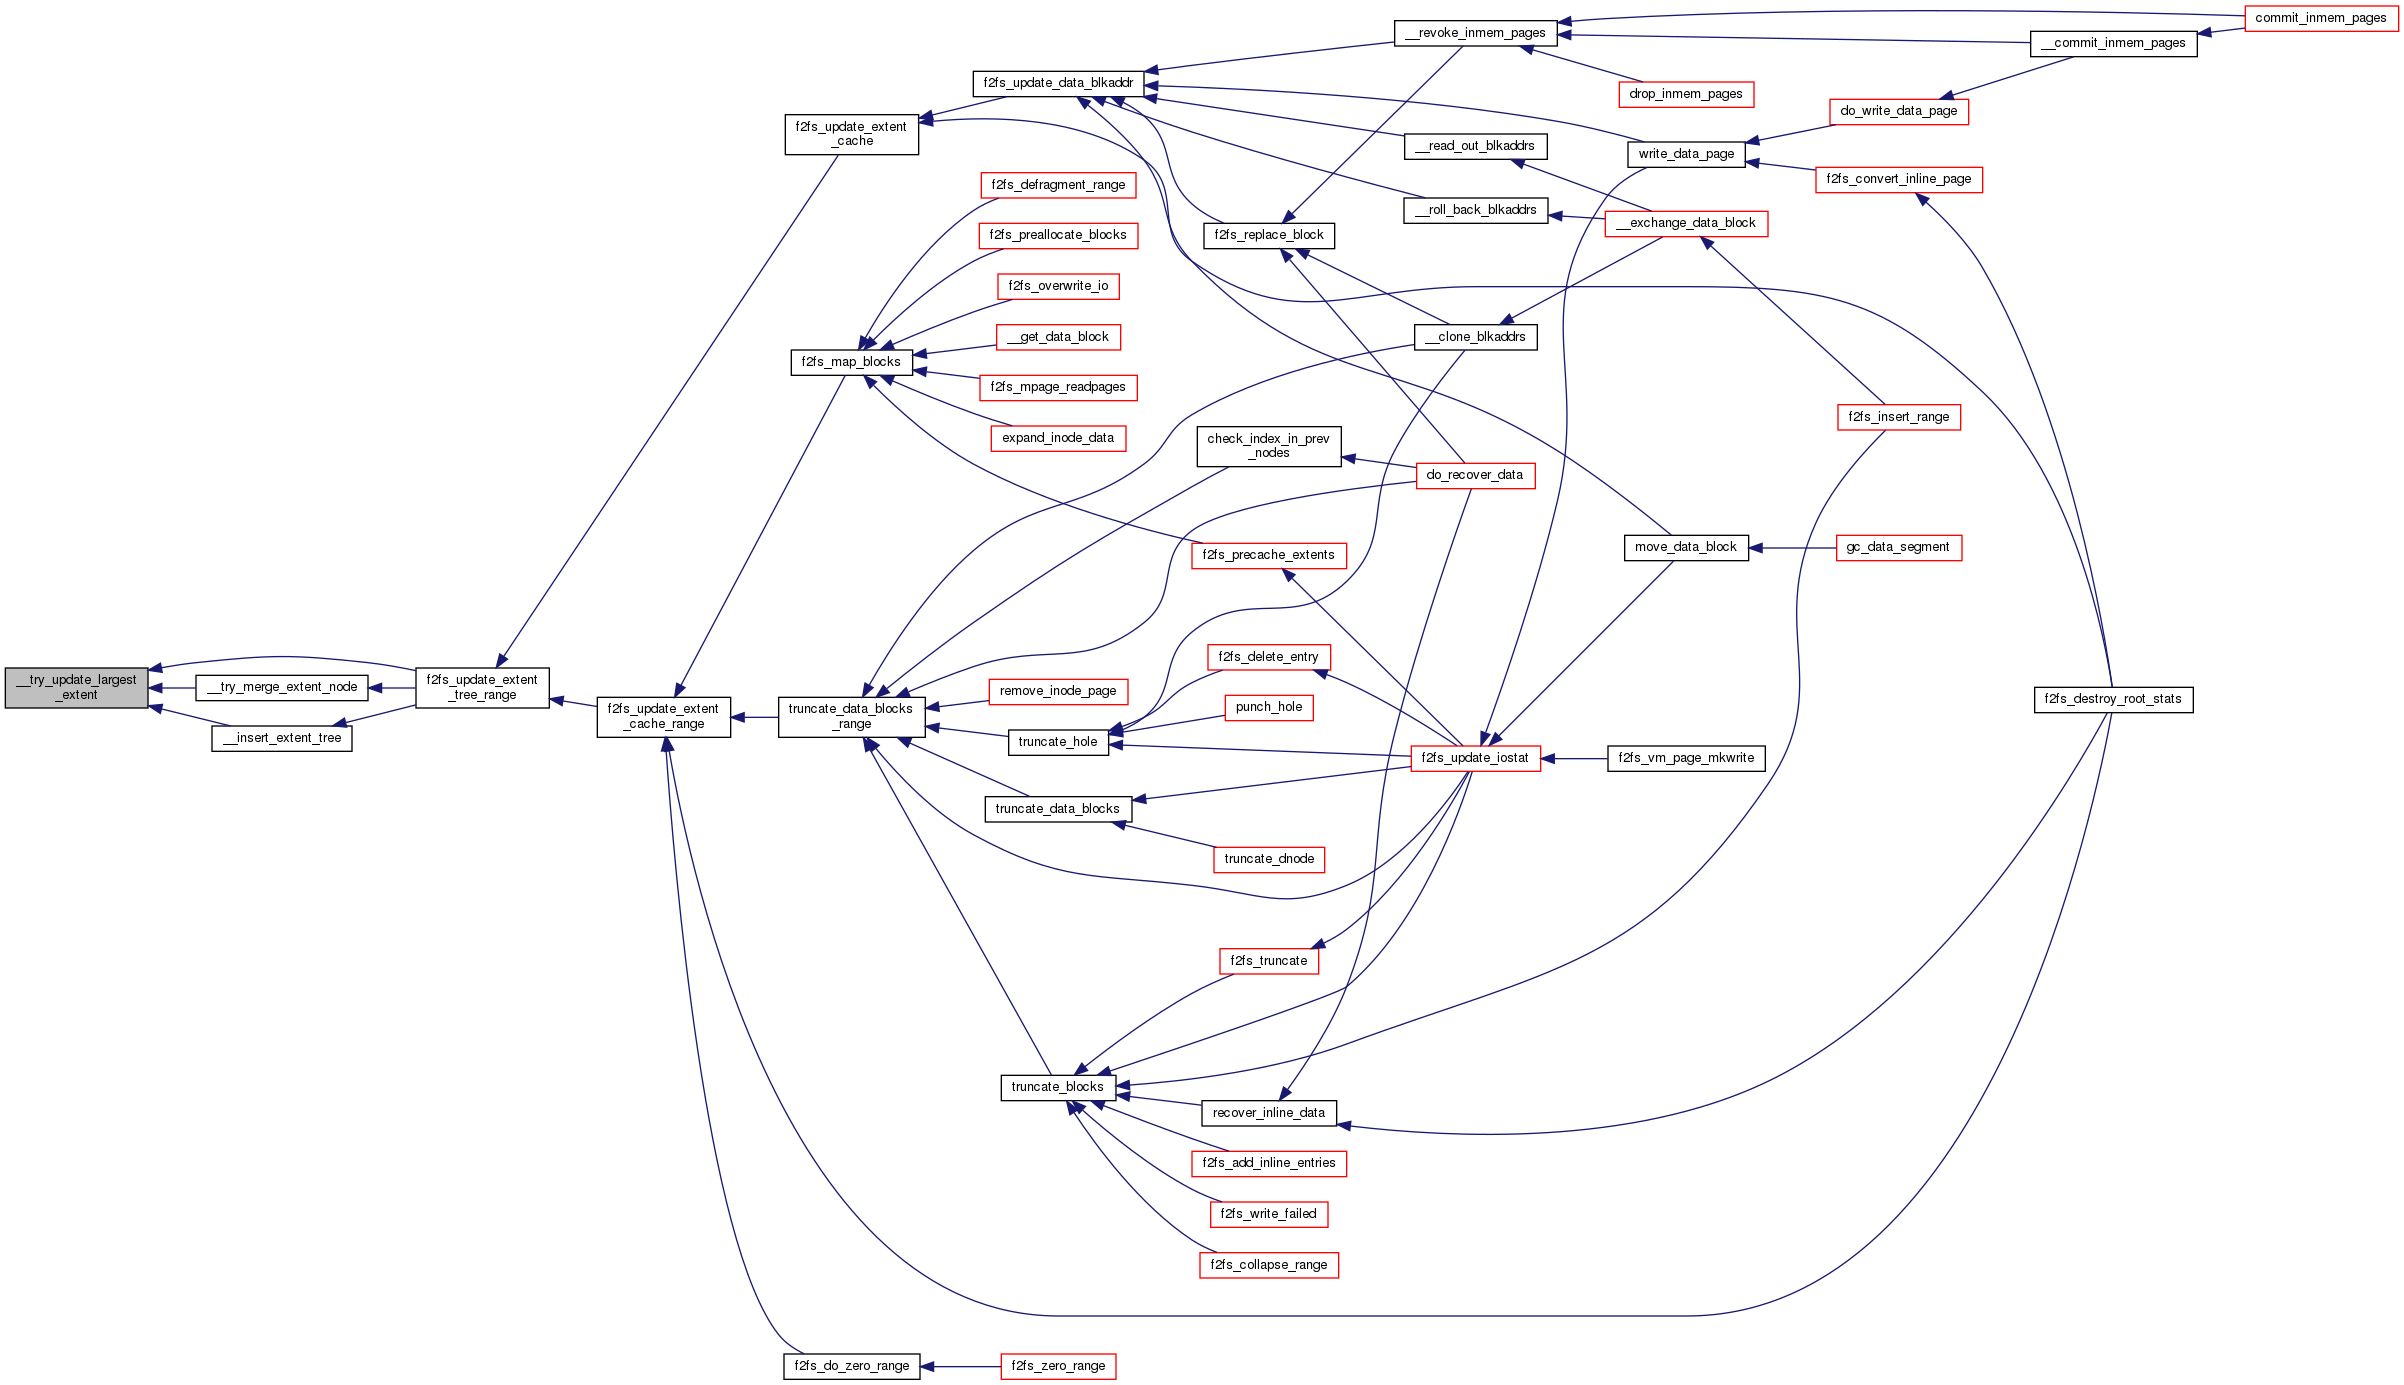 __try_update_largest
_extent
__try_merge_extent_node
__insert_extent_tree
f2fs_update_extent
_tree_range
f2fs_update_extent
_cache_range
f2fs_update_extent
_cache
f2fs_map_blocks
truncate_data_blocks
_range
f2fs_do_zero_range
f2fs_update_data_blkaddr
f2fs_defragment_range
f2fs_preallocate_blocks
f2fs_overwrite_io
__get_data_block
f2fs_mpage_readpages
expand_inode_data
remove_inode_page
truncate_hole
truncate_data_blocks
truncate_blocks
f2fs_zero_range
f2fs_replace_block
check_index_in_prev
_nodes
f2fs_precache_extents
f2fs_delete_entry
punch_hole
truncate_dnode
f2fs_truncate
recover_inline_data
f2fs_add_inline_entries
f2fs_write_failed
f2fs_collapse_range
__revoke_inmem_pages
__read_out_blkaddrs
__roll_back_blkaddrs
__clone_blkaddrs
do_recover_data
f2fs_update_iostat
drop_inmem_pages
write_data_page
__exchange_data_block
move_data_block
f2fs_vm_page_mkwrite
do_write_data_page
f2fs_convert_inline_page
f2fs_insert_range
gc_data_segment
__commit_inmem_pages
f2fs_destroy_root_stats
commit_inmem_pages